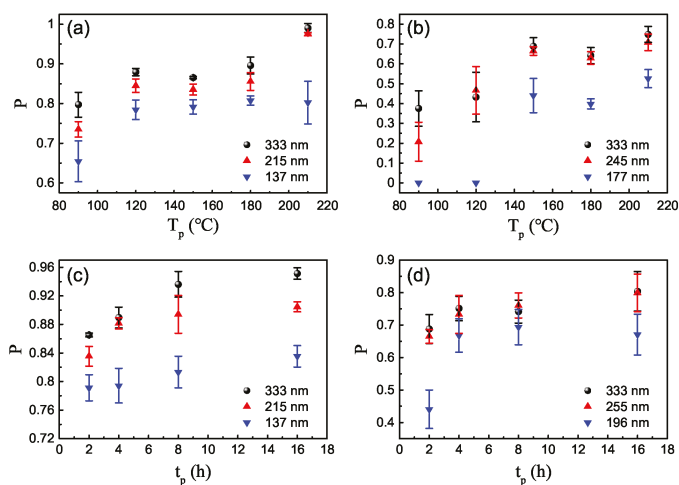 (a)
P
1
0.9
0.8
0.7
0.6
80 100 120 140 160 180 200 220
T_p (°C)
333 nm
215 nm
137 nm
(b)
P
0.8
0.7
0.6
0.5
0.4
0.3
0.2
0.1
0
80 100 120 140 160 180 200 220
T_p (°C)
333 nm
245 nm
177 nm
(c)
P
0.96
0.92
0.88
0.84
0.8
0.76
0.72
0 2 4 6 8 10 12 14 16 18
t_p (h)
333 nm
215 nm
137 nm
(d)
P
0.9
0.8
0.7
0.6
0.5
0.4
0 2 4 6 8 10 12 14 16 18
t_p (h)
333 nm
255 nm
196 nm